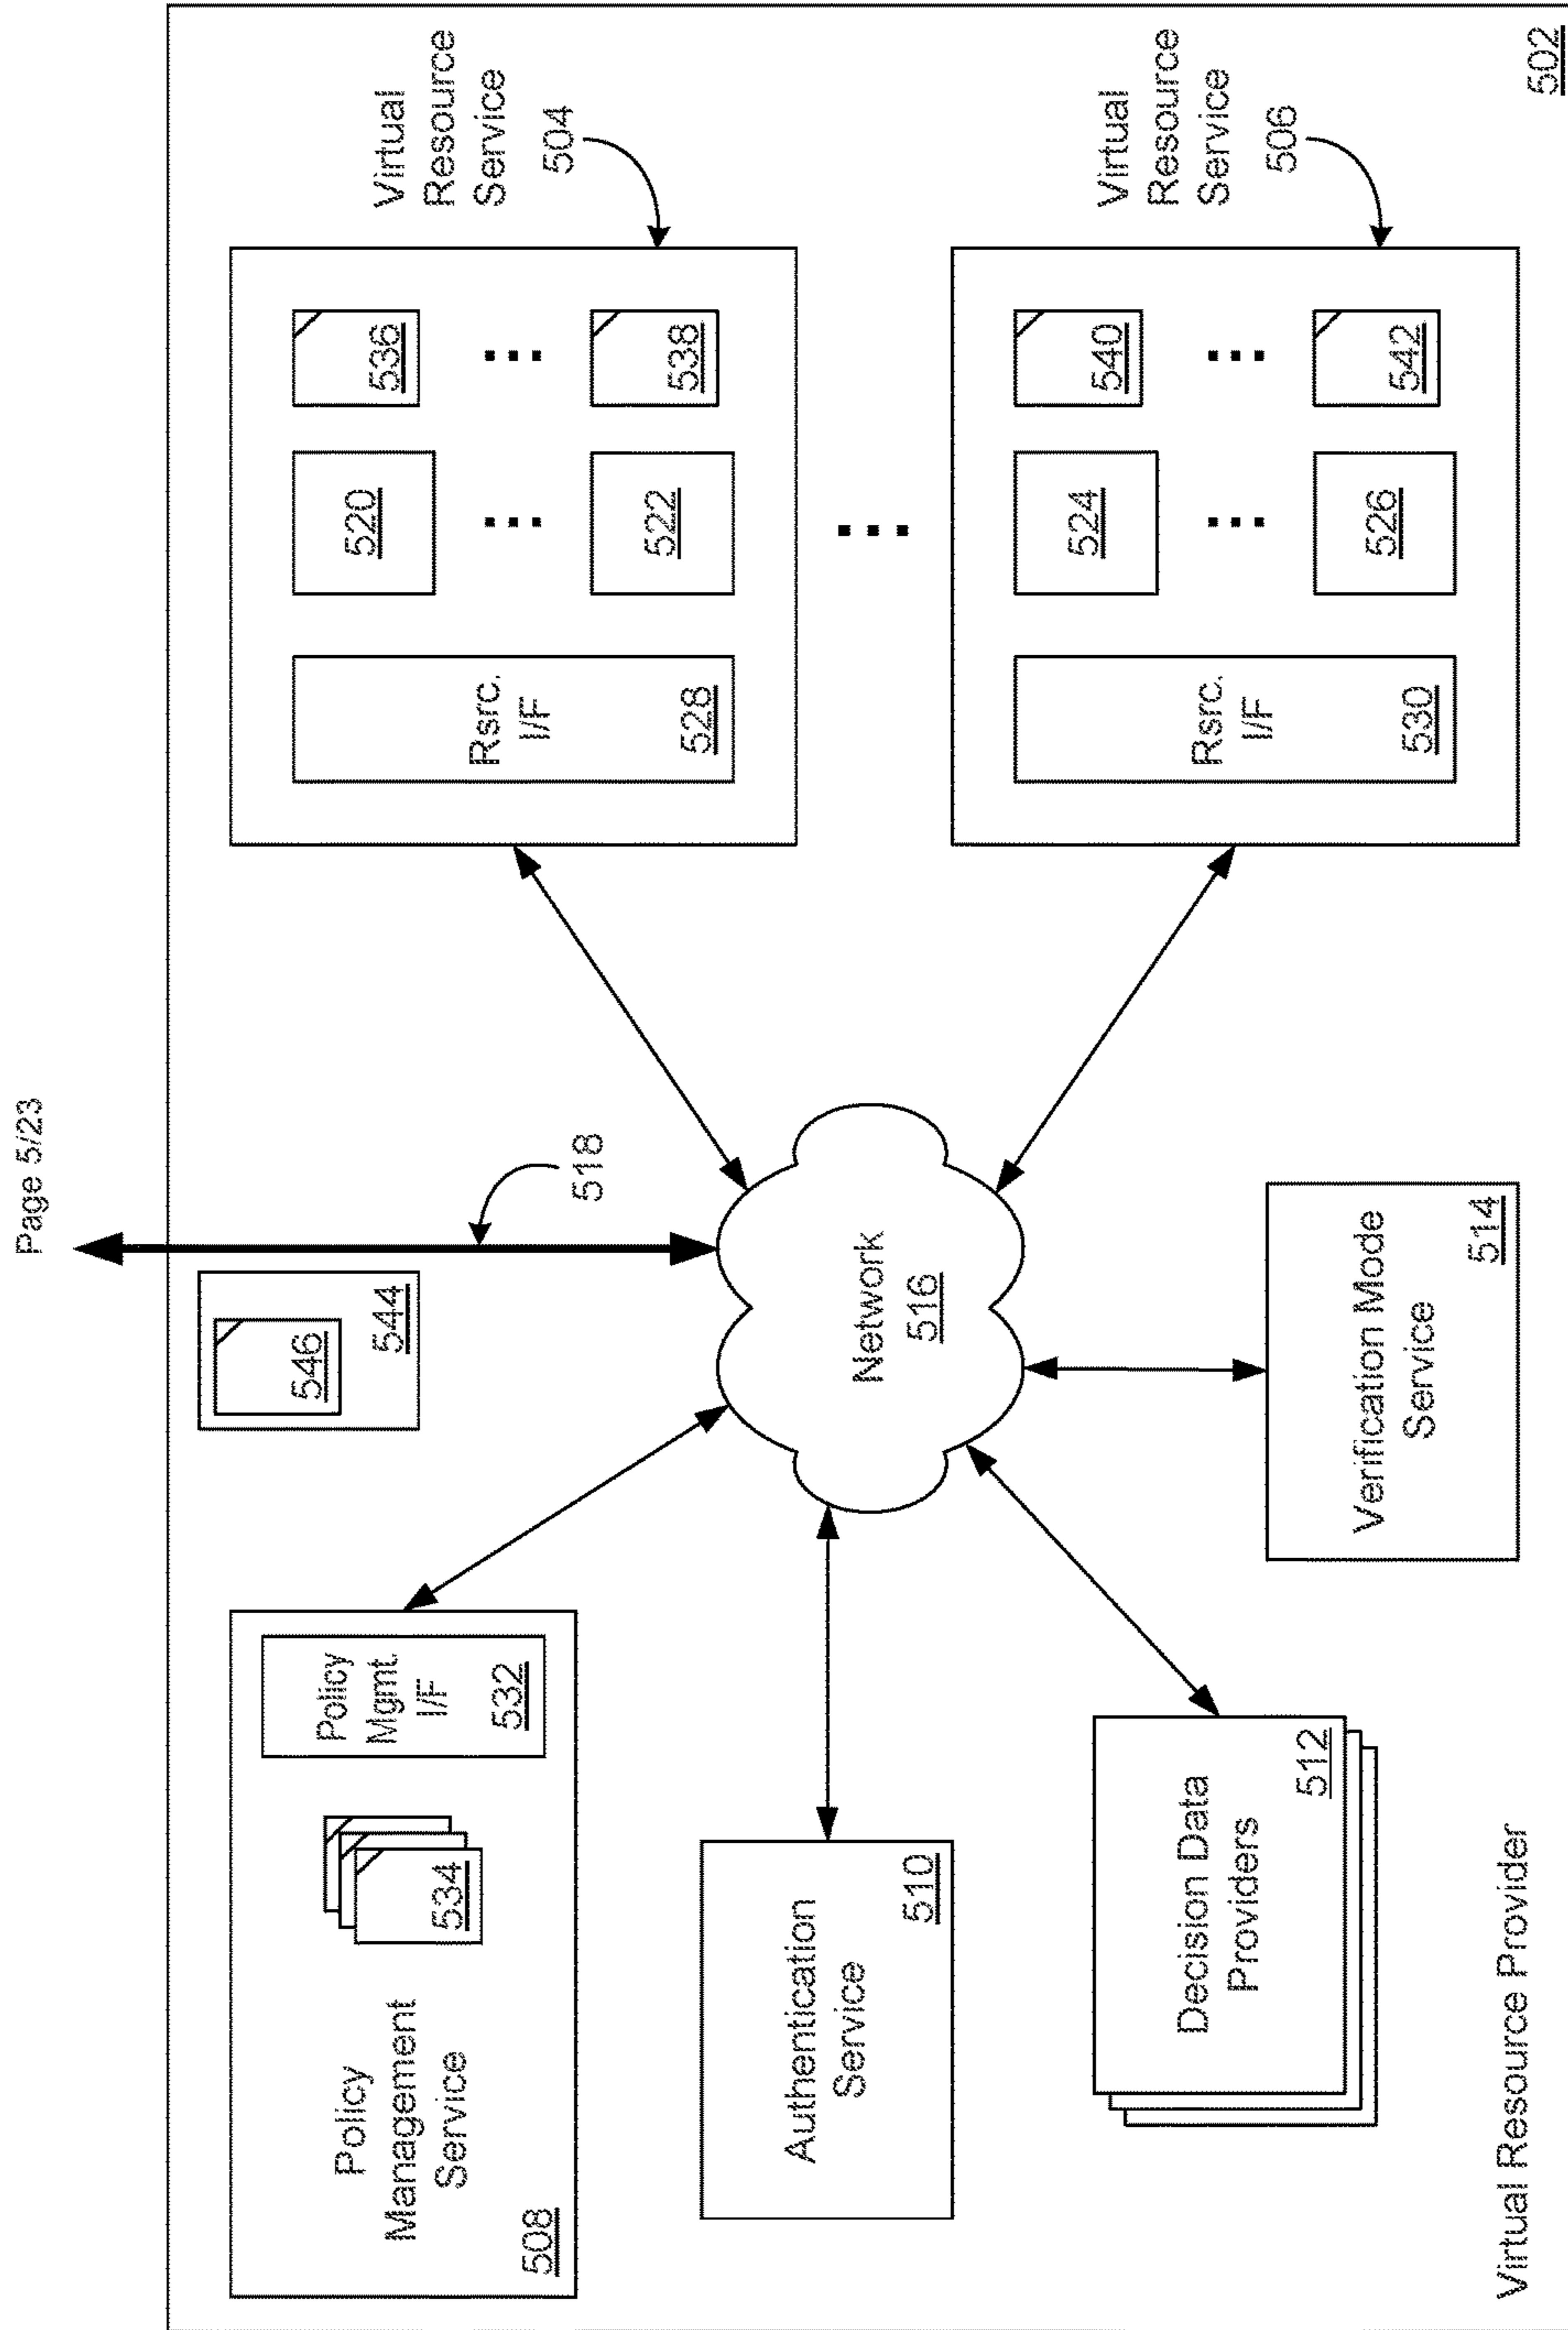 Page 5/23
Policy
Management
Service
508
534
Policy
Mgmt.
I/F
532
546
544
518
Virtual
Resource
Service
504
Rsrc.
I/F
528
520
...
522
536
...
538
Authentication
Service
510
Network
516
...
Decision Data
Providers
512
Verification Mode
Service
514
Virtual
Resource
Service
506
Rsrc.
I/F
530
524
...
526
540
...
542
Virtual Resource Provider
502